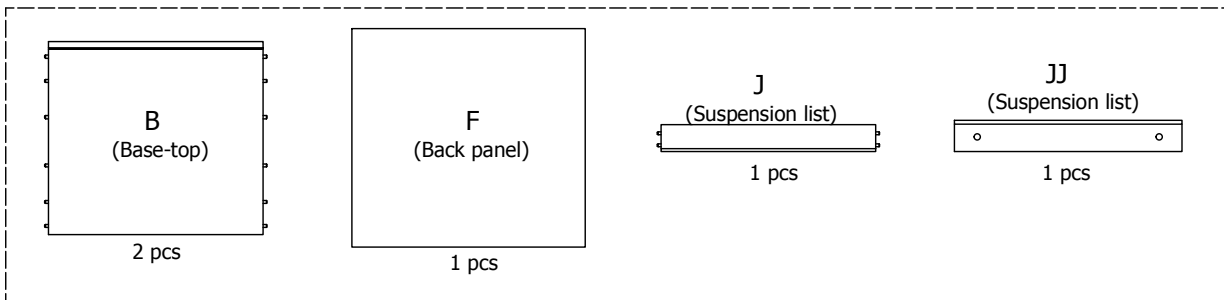 B
(Base-top)
2 pcs
F
(Back panel)
1 pcs
J
(Suspension list)
1 pcs
JJ
(Suspension list)
1 pcs